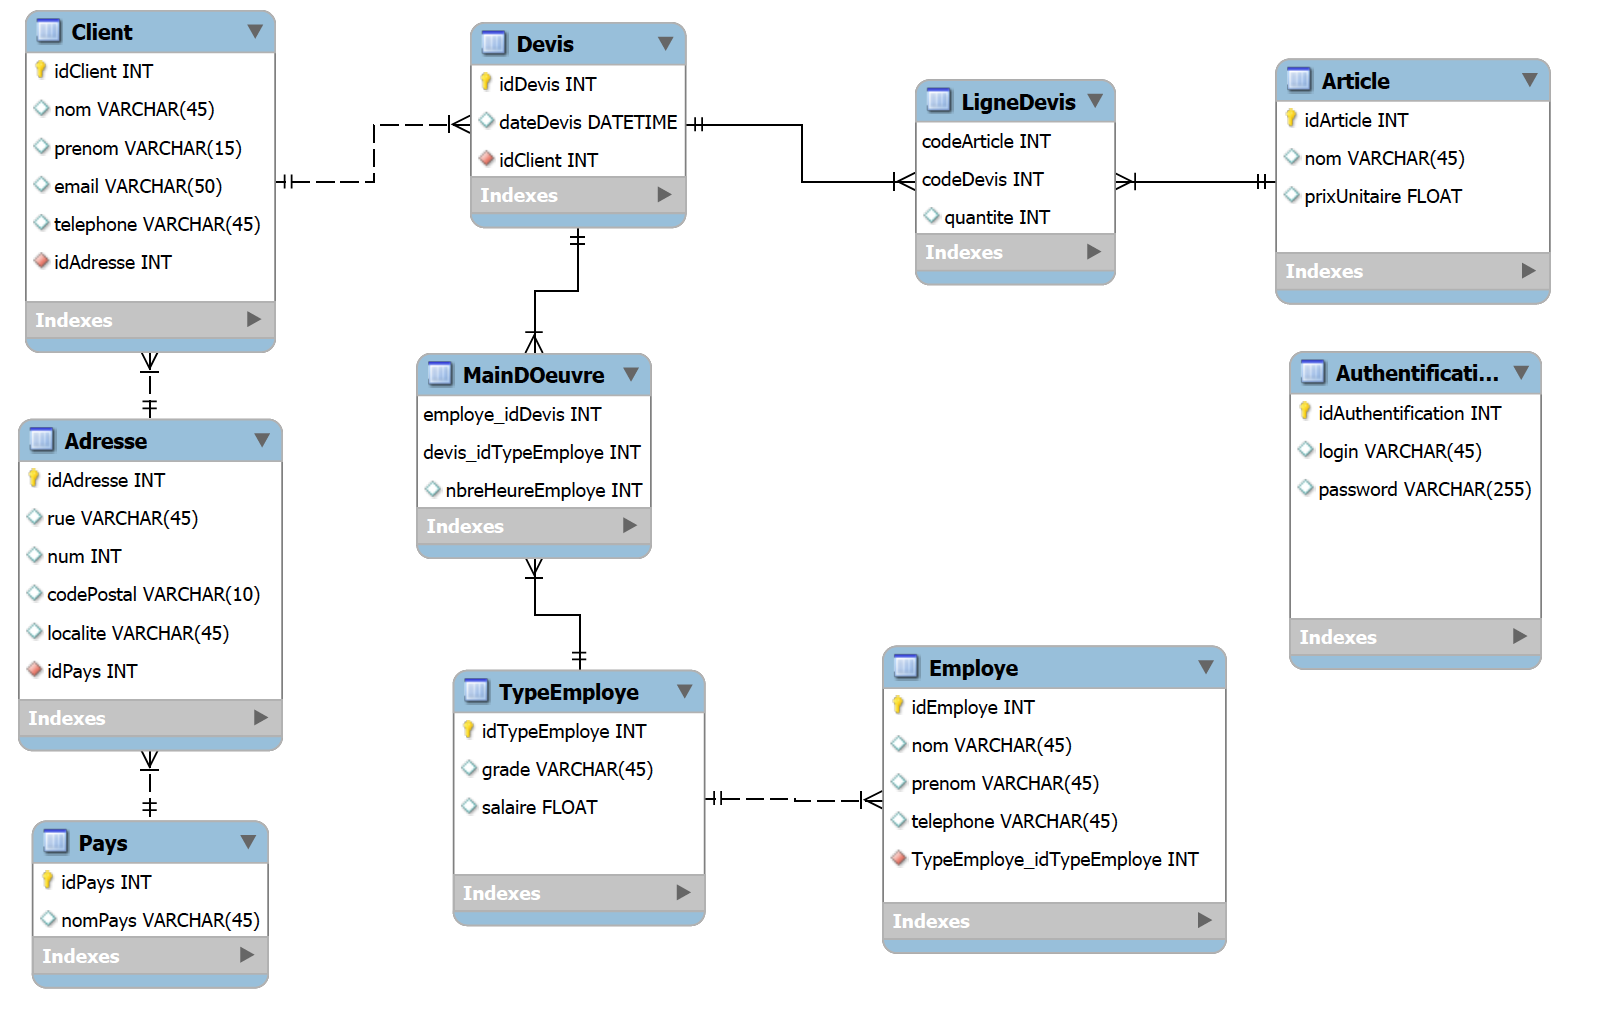 Client
idClient INT
nom VARCHAR(45)
prenom VARCHAR(15)
email VARCHAR(50)
telephone VARCHAR(45)
idAdresse INT
Indexes
Devis
idDevis INT
dateDevis DATETIME
idClient INT
Indexes
LigneDevis
codeArticle INT
codeDevis INT
quantite INT
Indexes
Article
idArticle INT
nom VARCHAR(45)
prixUnitaire FLOAT
Indexes
Adresse
idAdresse INT
rue VARCHAR(45)
num INT
codePostal VARCHAR(10)
localite VARCHAR(45)
idPays INT
Indexes
MainDOeuvre
employe_idDevis INT
devis_idTypeEmploye INT
nbreHeureEmploye INT
Indexes
Authentificati...
idAuthentification INT
login VARCHAR(45)
password VARCHAR(255)
Indexes
TypeEmploye
idTypeEmploye INT
grade VARCHAR(45)
salaire FLOAT
Indexes
Employe
idEmploye INT
nom VARCHAR(45)
prenom VARCHAR(45)
telephone VARCHAR(45)
TypeEmploye_idTypeEmploye INT
Indexes
Pays
idPays INT
nomPays VARCHAR(45)
Indexes